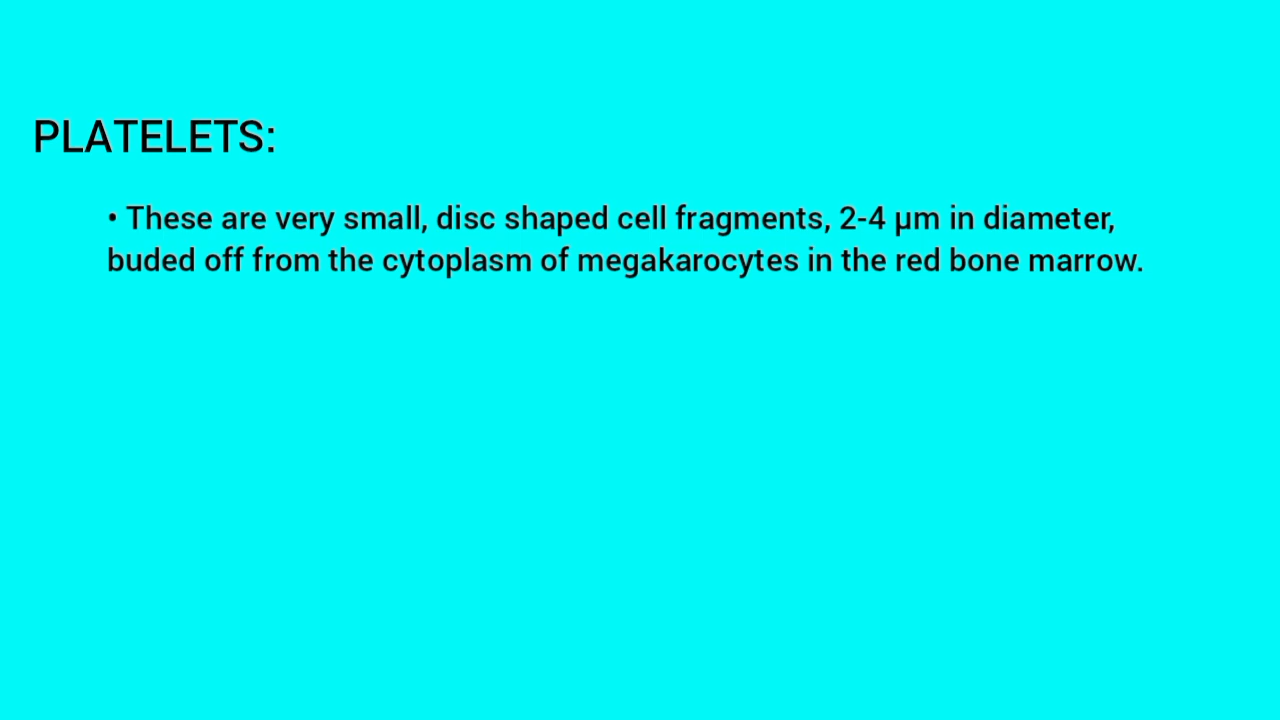 PLATELETS:
• These are very small, disc shaped cell fragments, 2-4 µm in diameter,
buded off from the cytoplasm of megakarocytes in the red bone marrow.